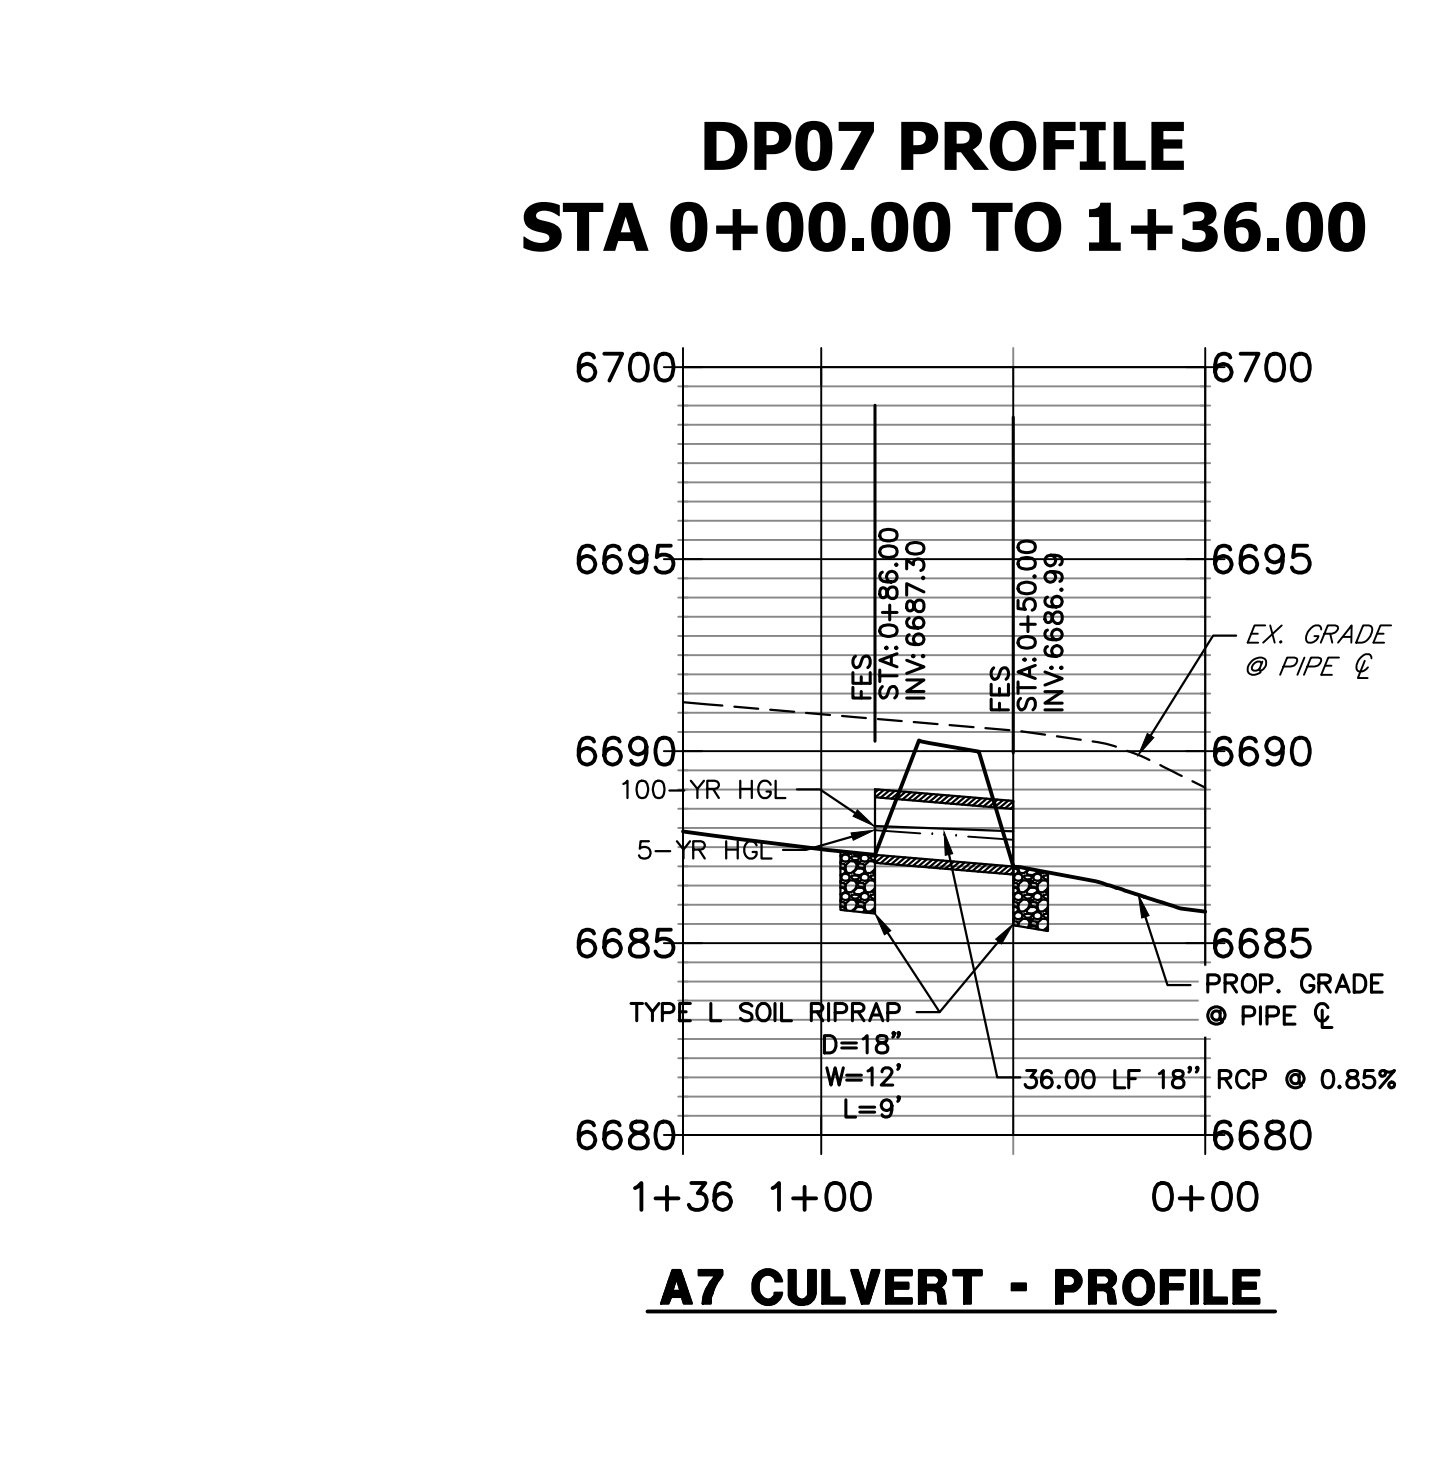 DP07 PROFILE
STA 0+00.00 TO 1+36.00
6700
6700
6695
6695
FES
STA: 0+86.00
INV: 6687.30
FES
STA: 0+50.00
INV: 6686.99
EX. GRADE
@ PIPE ℄
6690
6690
100-YR HGL
5-YR HGL
6685
6685
PROP. GRADE
@ PIPE ℄
TYPE L SOIL RIPRAP
D=18"
W=12'
L=9'
36.00 LF 18" RCP @ 0.85%
6680
6680
1+36 1+00 0+00
A7 CULVERT - PROFILE